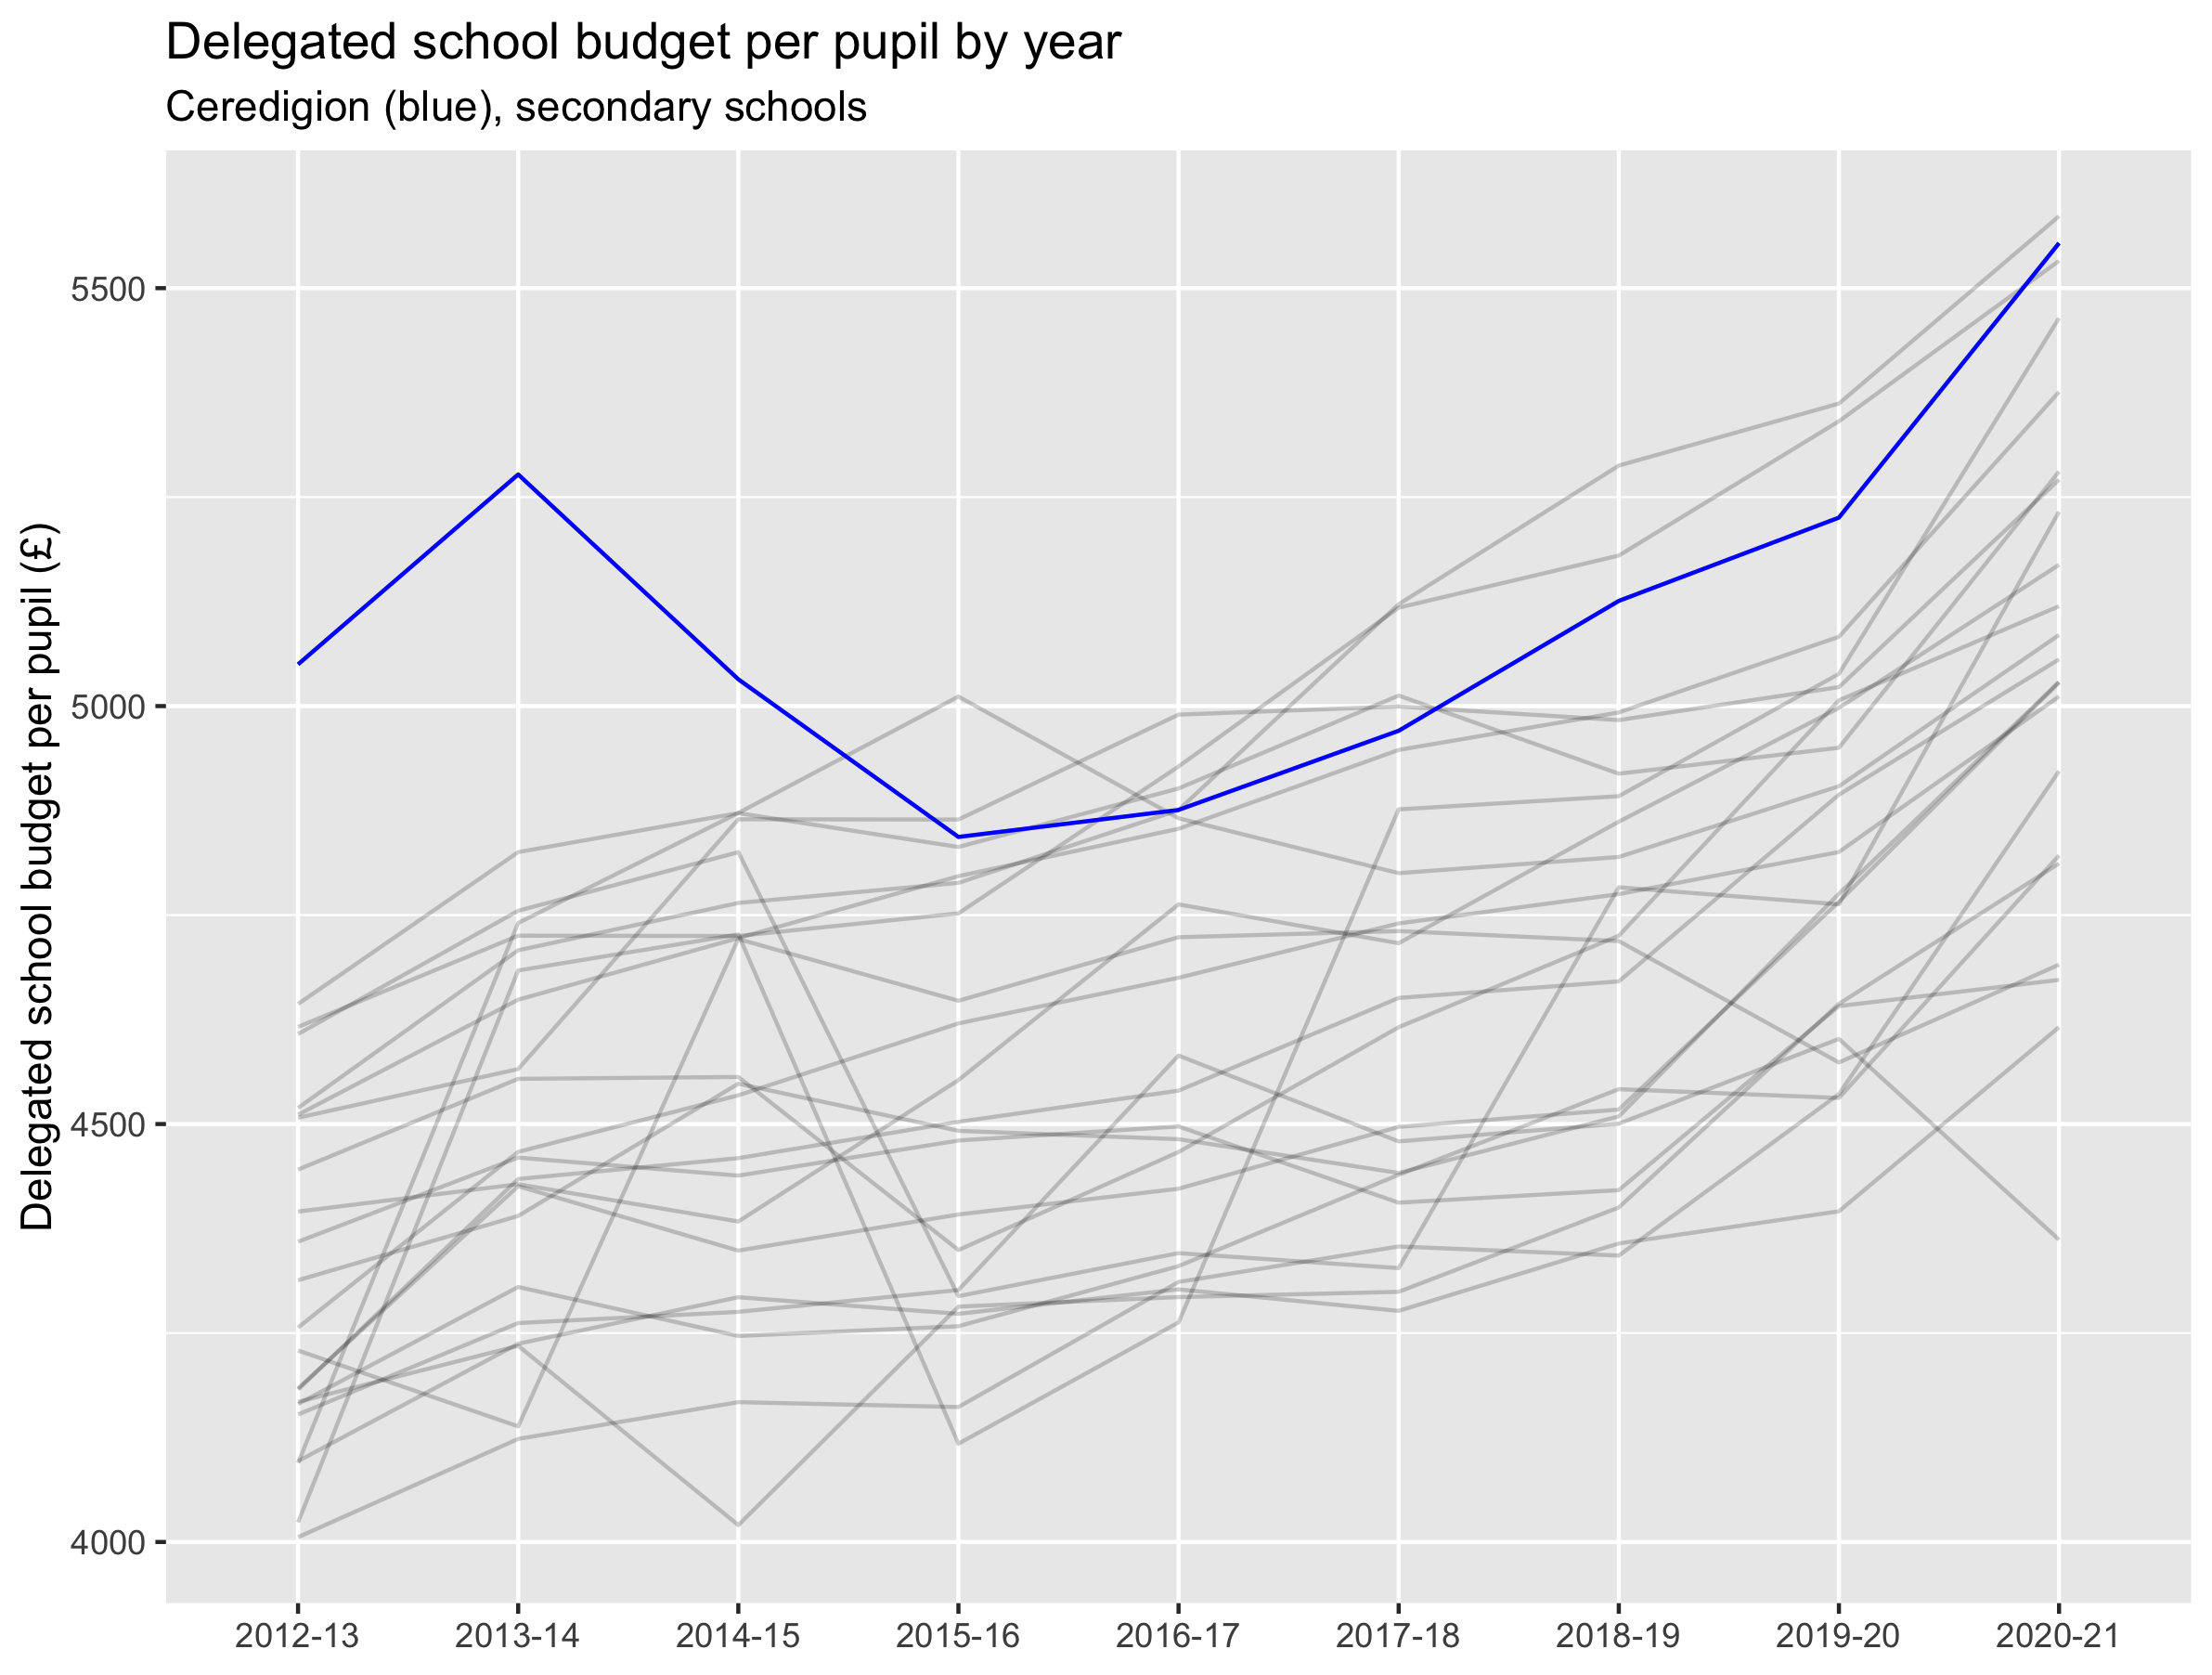 Delegated school budget per pupil by year
Ceredigion (blue), secondary schools
Delegated school budget per pupil (£)
5500
5000
4500
4000
2012-13 2013-14 2014-15 2015-16 2016-17 2017-18 2018-19 2019-20 2020-21